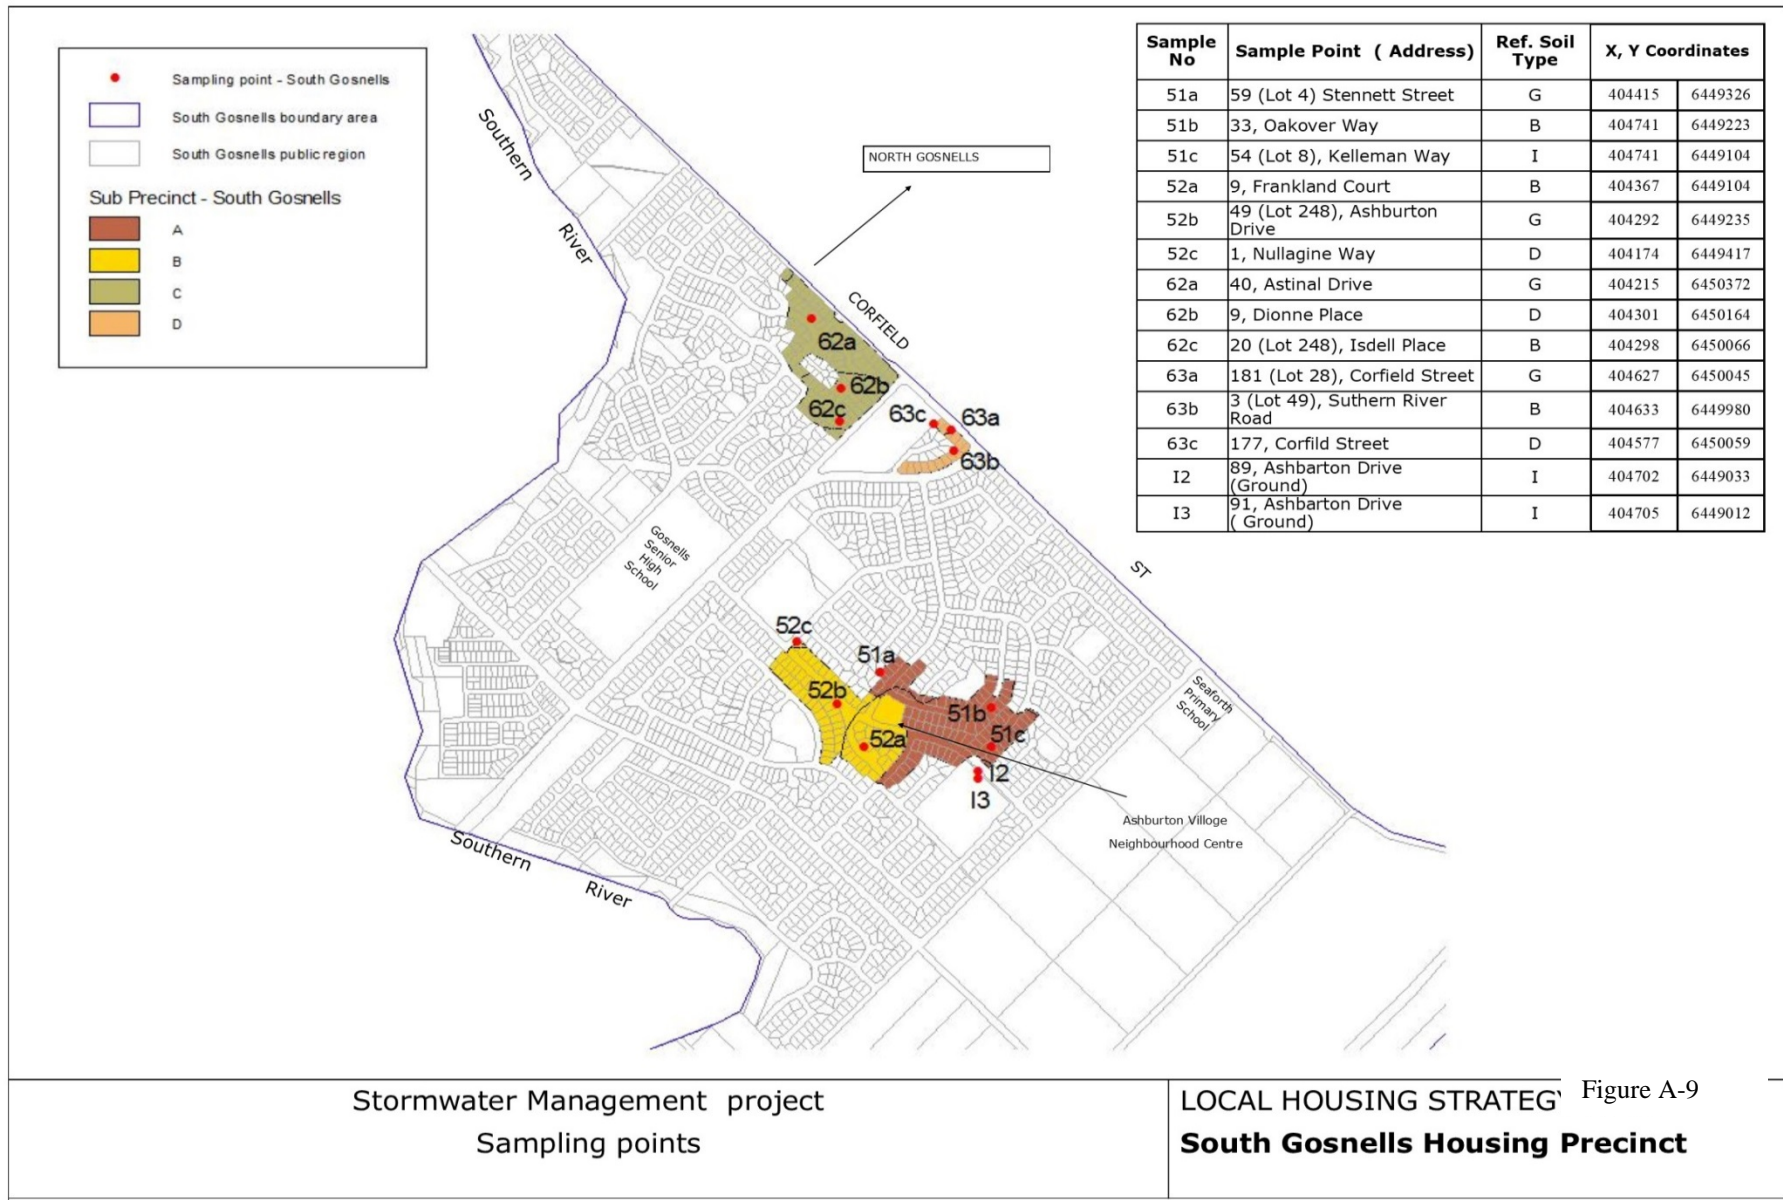 Sampling point - South Gosnells
South Gosnells boundary area
South Gosnells public region
Sub Precinct - South Gosnells
A
B
C
D
Sample No Sample Point ( Address) Ref. Soil Type X, Y Coordinates
51a 59 (Lot 4) Stennett Street G 404415 6449326
51b 33, Oakover Way B 404741 6449223
51c 54 (Lot 8), Kelleman Way I 404741 6449104
52a 9, Frankland Court B 404367 6449104
52b 49 (Lot 248), Ashburton Drive G 404292 6449235
52c 1, Nullagine Way D 404174 6449417
62a 40, Astinal Drive G 404215 6450372
62b 9, Dionne Place D 404301 6450164
62c 20 (Lot 248), Isdell Place B 404298 6450066
63a 181 (Lot 28), Corfield Street G 404627 6450045
63b 3 (Lot 49), Suthern River Road B 404633 6449980
63c 177, Corfild Street D 404577 6450059
I2 89, Ashbarton Drive (Ground) I 404702 6449033
I3 91, Ashbarton Drive ( Ground) I 404705 6449012
NORTH GOSNELLS
Southern
River
CORFIELD
ST
62a
62b
62c
63c
63a
63b
Gosnells
Senior
High
School
52c
51a
52b
51b
52a
51c
I2
I3
Seaforth
Primary
School
Ashburton Villoge
Neighbourhood Centre
Southern
River
Stormwater Management project
Sampling points
LOCAL HOUSING STRATEGY
Figure A-9
South Gosnells Housing Precinct